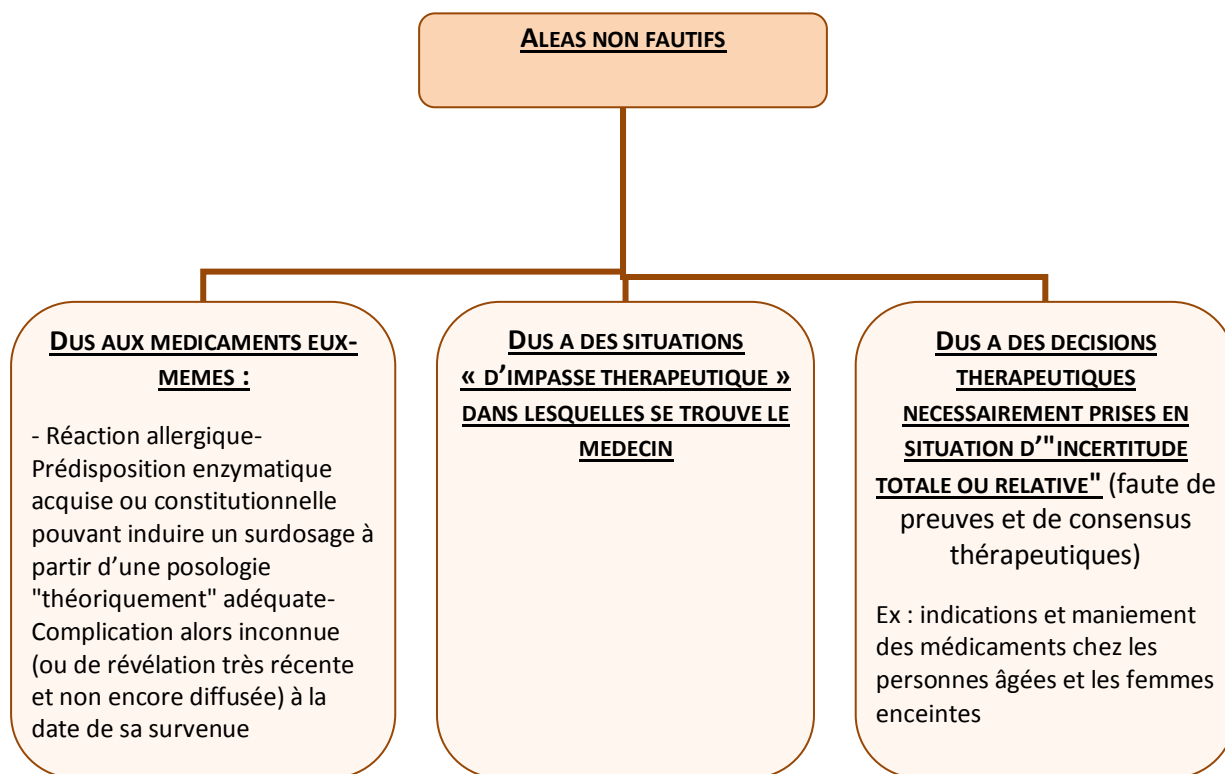 ALEAS NON FAUTIFS
DUS AUX MEDICAMENTS EUX-
MEMES :
- Réaction allergique-
Prédisposition enzymatique
acquise ou constitutionnelle
pouvant induire un surdosage à
partir d’une posologie
"théoriquement" adéquate-
Complication alors inconnue
(ou de révélation très récente
et non encore diffusée) à la
date de sa survenue
DUS A DES SITUATIONS
« D’IMPASSE THERAPEUTIQUE »
DANS LESQUELLES SE TROUVE LE
MEDECIN
DUS A DES DECISIONS
THERAPEUTIQUES
NECESSAIREMENT PRISES EN
SITUATION D’"INCERTITUDE
TOTALE OU RELATIVE" (faute de
preuves et de consensus
thérapeutiques)
Ex : indications et maniement
des médicaments chez les
personnes âgées et les femmes
enceintes